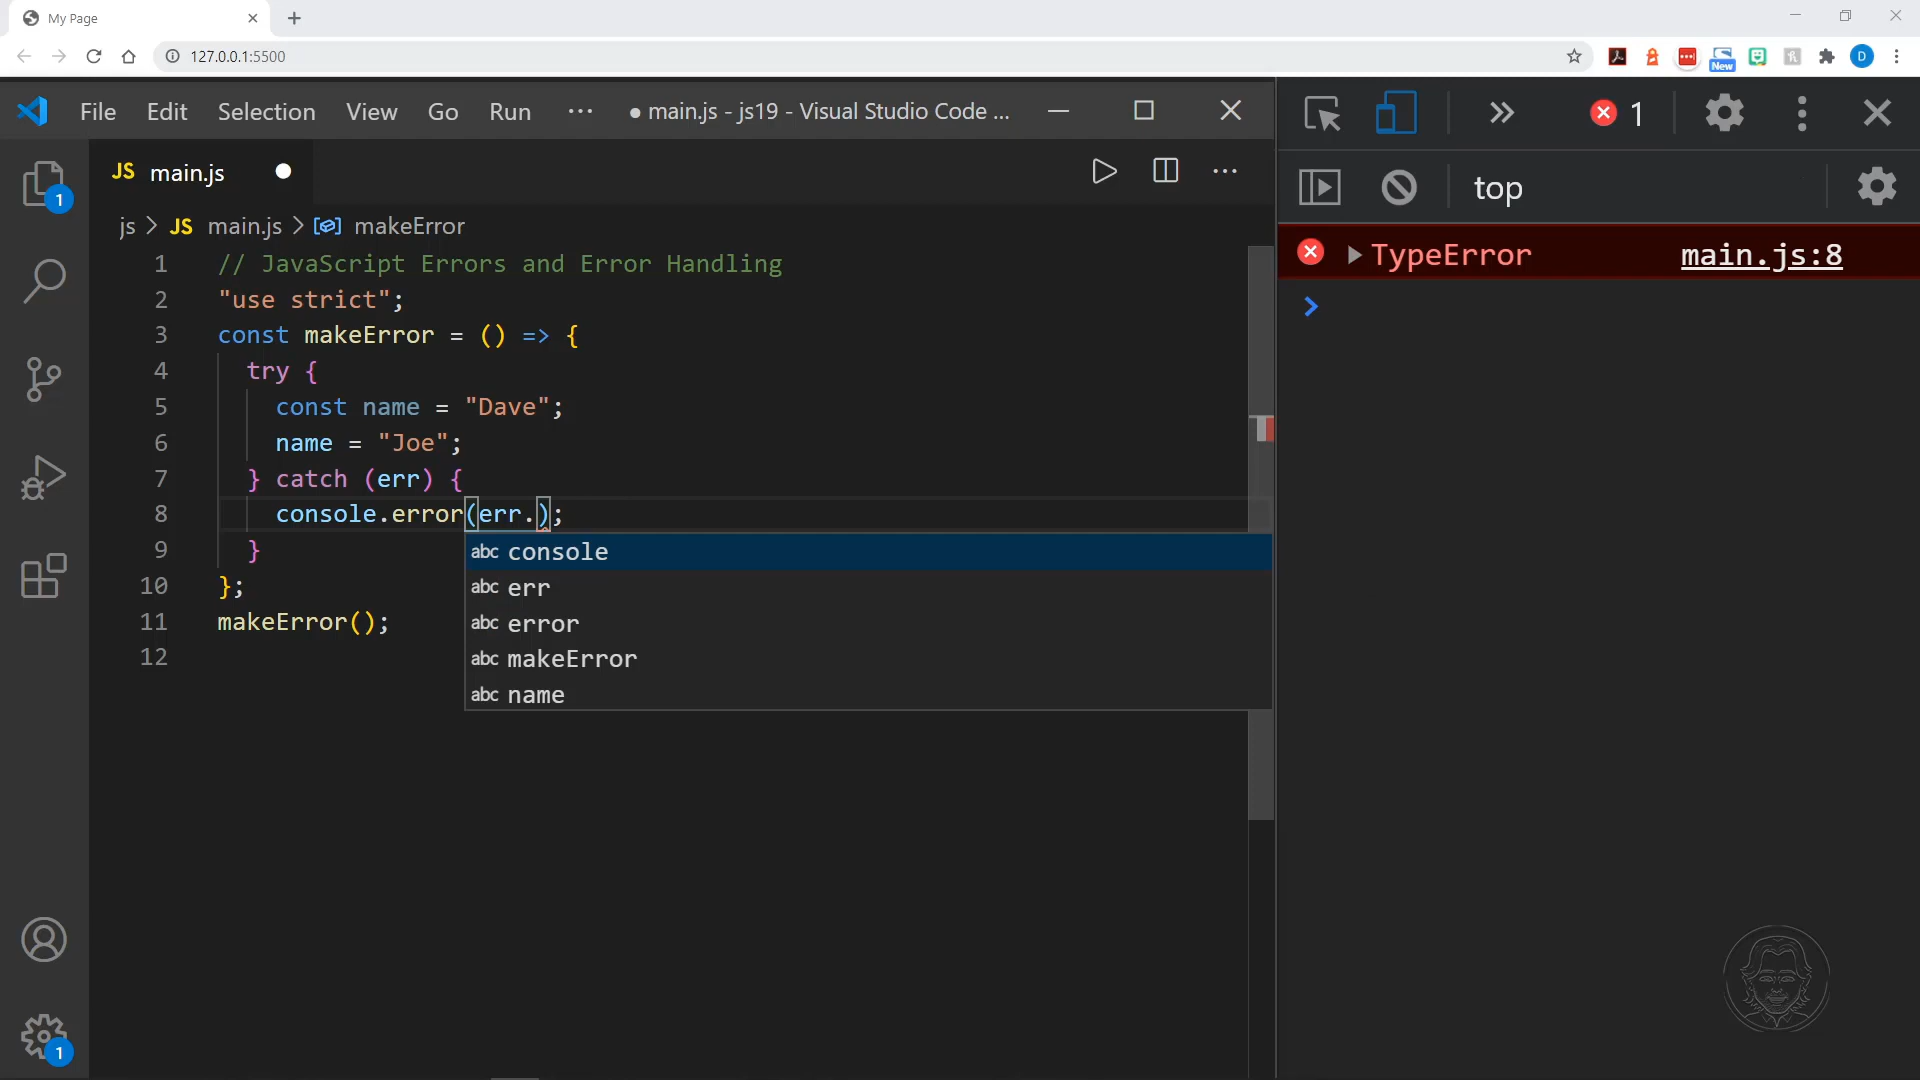 My Page
127.0.0.1:5500
New
D
File Edit Selection View Go Run ··· ● main.js - js19 - Visual Studio Code ...
1
top
JS main.js
1
js > JS main.js > makeError
TypeError main.js:8
1 // JavaScript Errors and Error Handling
2 "use strict";
3 const makeError = () => {
4 try {
5 const name = "Dave";
6 name = "Joe";
7 } catch (err) {
8 console.error(err.);
9 }
10 };
11 makeError();
12
abc console
abc err
abc error
abc makeError
abc name
1